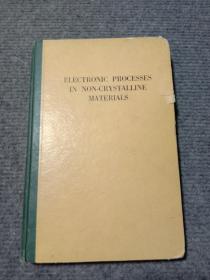 ELECTRONIC PROCESSES
IN NON-CRYSTALLINE
MATERIALS